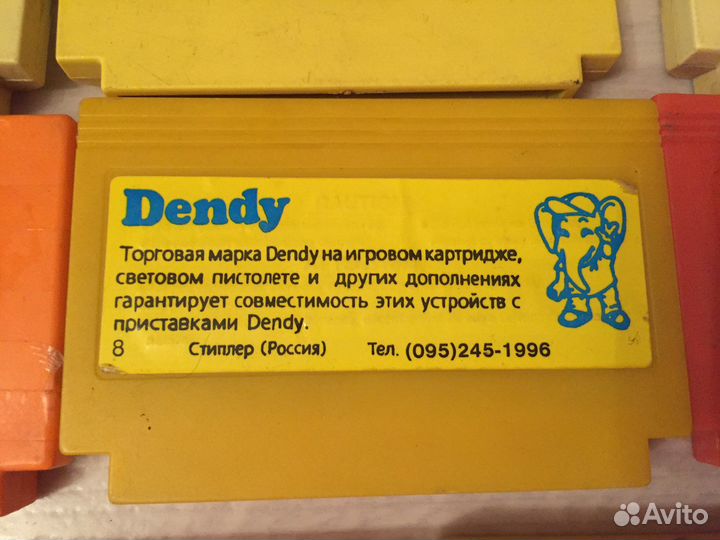 Dendy
Торговая марка Dendy на игровом картридже,
световом пистолете и других дополнениях
гарантирует совместимость этих устройств с
приставками Dendy.
8 Стиплер (Россия) Тел. (095)245-1996
Avito